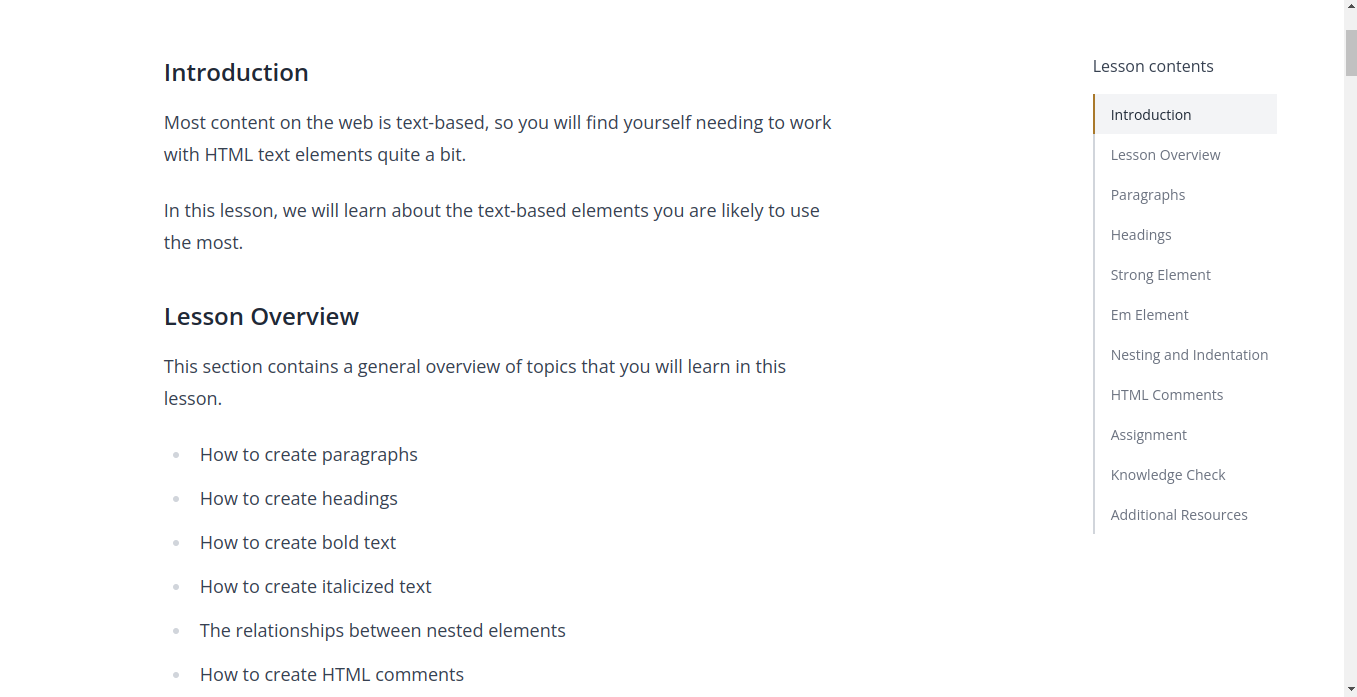 Introduction
Most content on the web is text-based, so you will find yourself needing to work
with HTML text elements quite a bit.
In this lesson, we will learn about the text-based elements you are likely to use
the most.
Lesson Overview
This section contains a general overview of topics that you will learn in this
lesson.
How to create paragraphs
How to create headings
How to create bold text
How to create italicized text
The relationships between nested elements
How to create HTML comments
Lesson contents
Introduction
Lesson Overview
Paragraphs
Headings
Strong Element
Em Element
Nesting and Indentation
HTML Comments
Assignment
Knowledge Check
Additional Resources